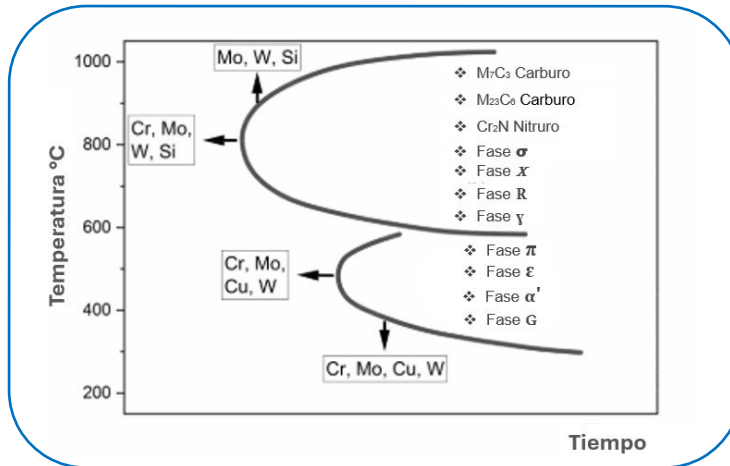 Temperatura ºC
1000
800
600
400
200
Mo, W, Si
Cr, Mo,
W, Si
Cr, Mo,
Cu, W
Cr, Mo, Cu, W
❖ M₇C₃ Carburo
❖ M₂₃C₆ Carburo
❖ Cr₂N Nitruro
❖ Fase σ
❖ Fase χ
❖ Fase R
❖ Fase γ
❖ Fase π
❖ Fase ε
❖ Fase α'
❖ Fase G
Tiempo